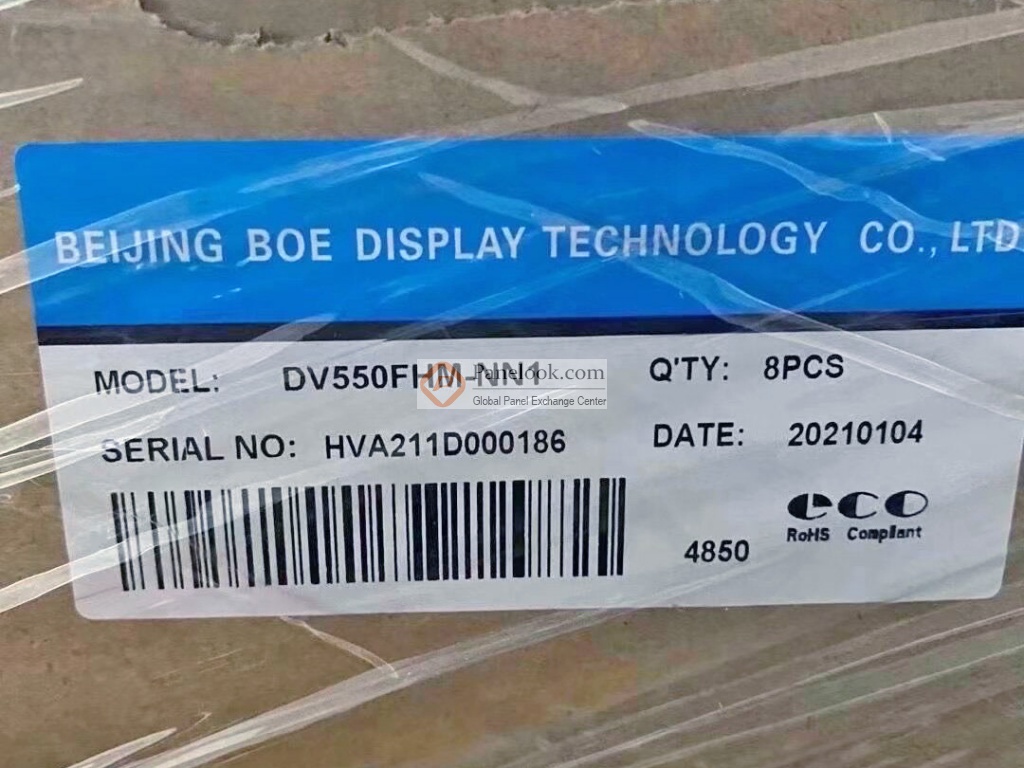 BEIJING BOE DISPLAY TECHNOLOGY CO., LTD
MODEL: DV550FHM-NN1 Q'TY: 8PCS
Panelook.com
Global Panel Exchange Center
SERIAL NO: HVA211D000186 DATE: 20210104
eco
RoHS Compliant
4850